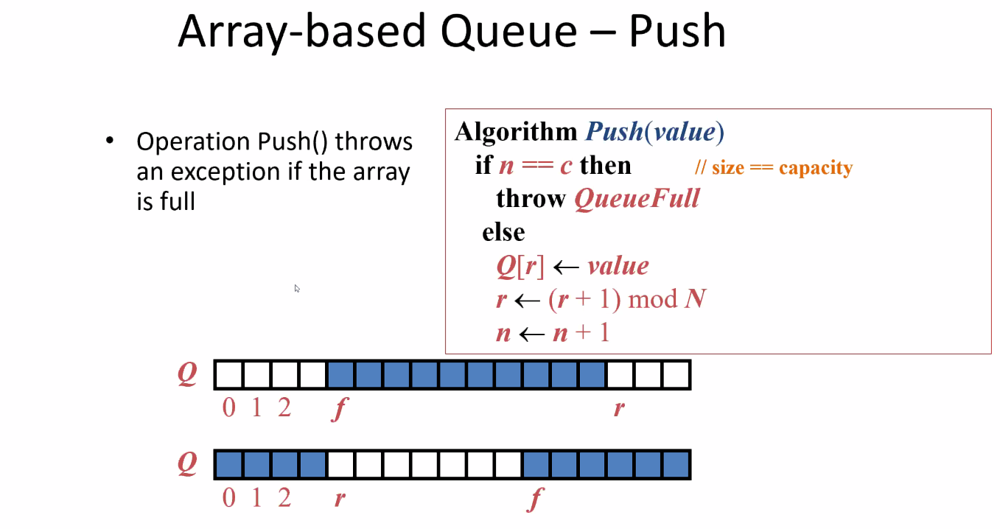 Array-based Queue – Push
• Operation Push() throws
an exception if the array
is full
Algorithm Push(value)
if n == c then // size == capacity
throw QueueFull
else
Q[r] ← value
r ← (r + 1) mod N
n ← n + 1
Q
0 1 2 f r
Q
0 1 2 r f